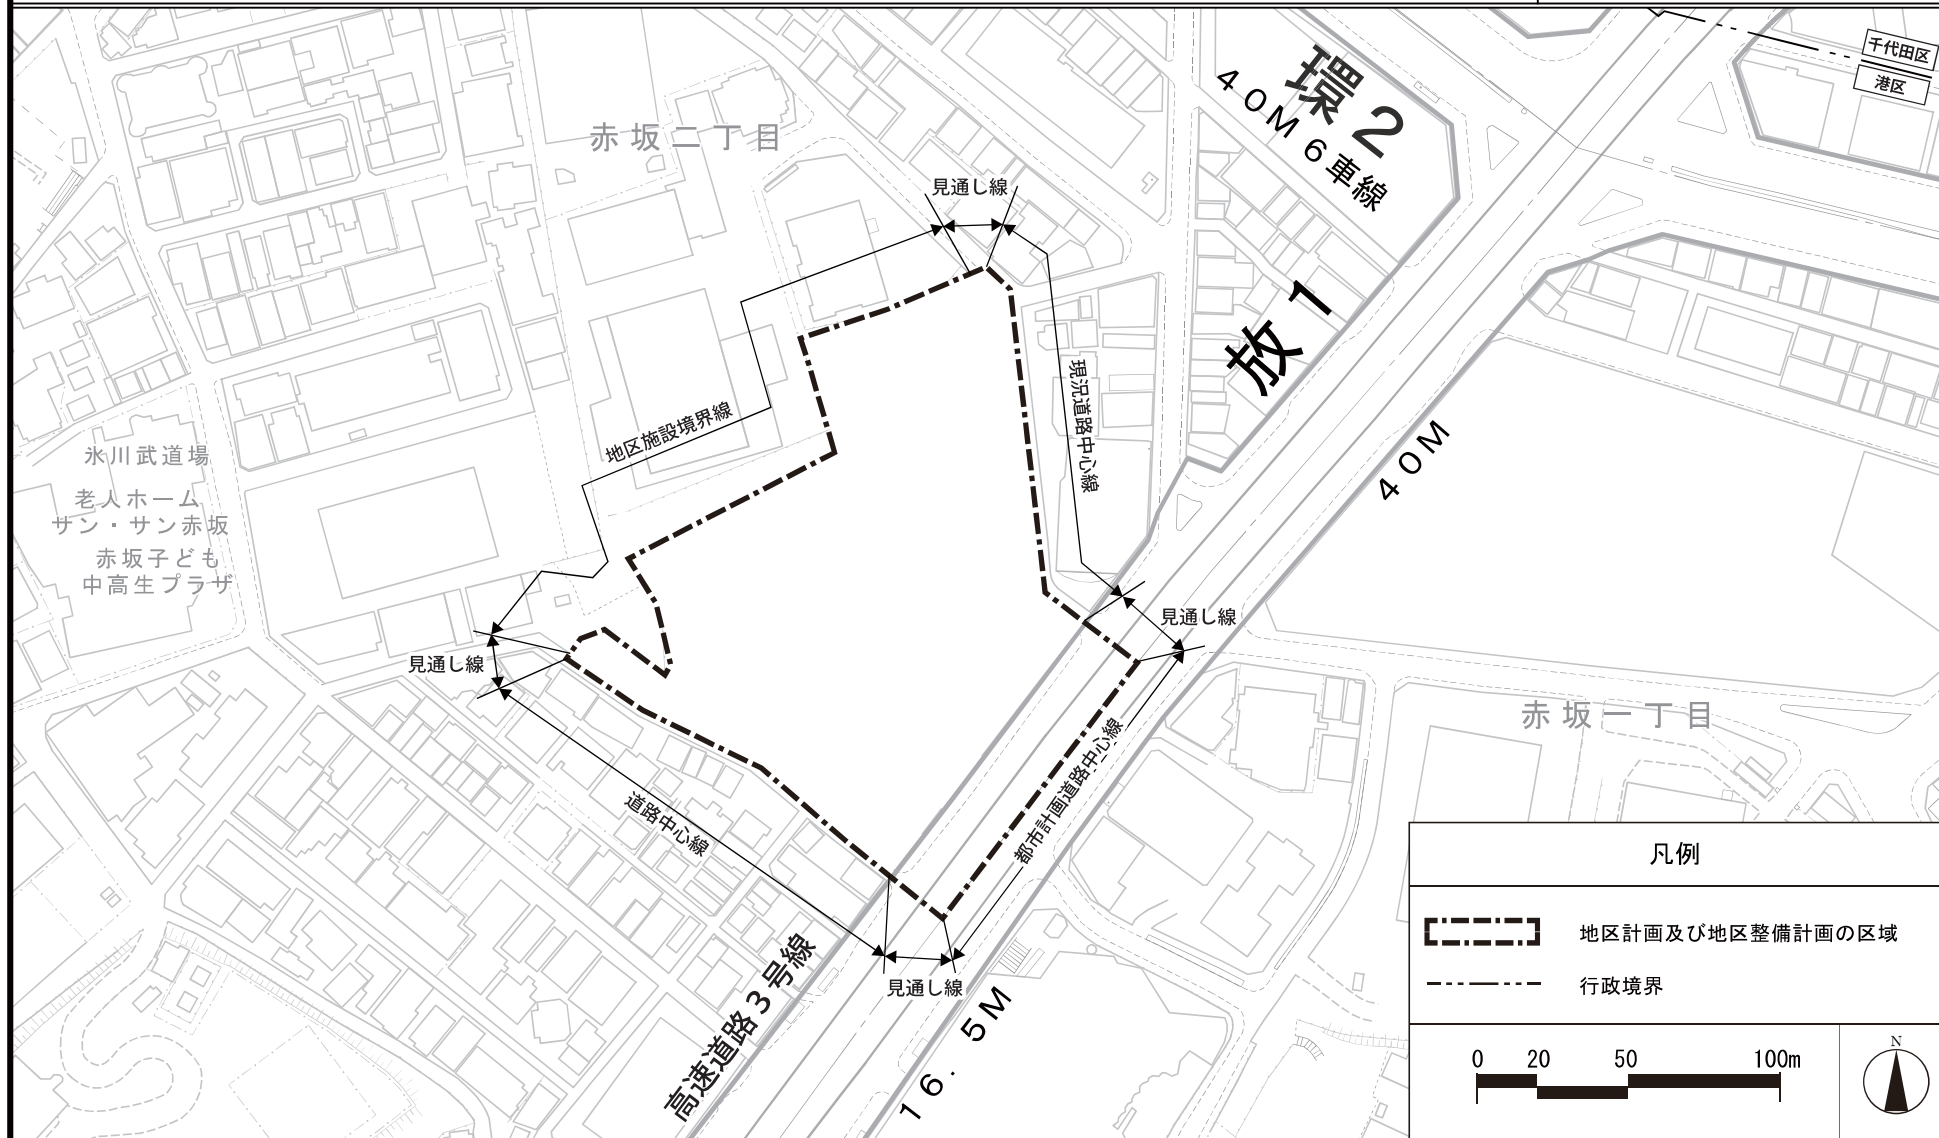 千代田区
港区
環2
40M 6車線
赤坂二丁目
見通し線
放1
現況道路中心線
地区施設境界線
40M
氷川武道場
老人ホーム
サン・サン赤坂
赤坂子ども
中高生プラザ
見通し線
見通し線
赤坂一丁目
都市計画道路中心線
道路中心線
見通し線
高速道路3号線
16.5M
凡例
地区計画及び地区整備計画の区域
行政境界
0 20 50 100m
N